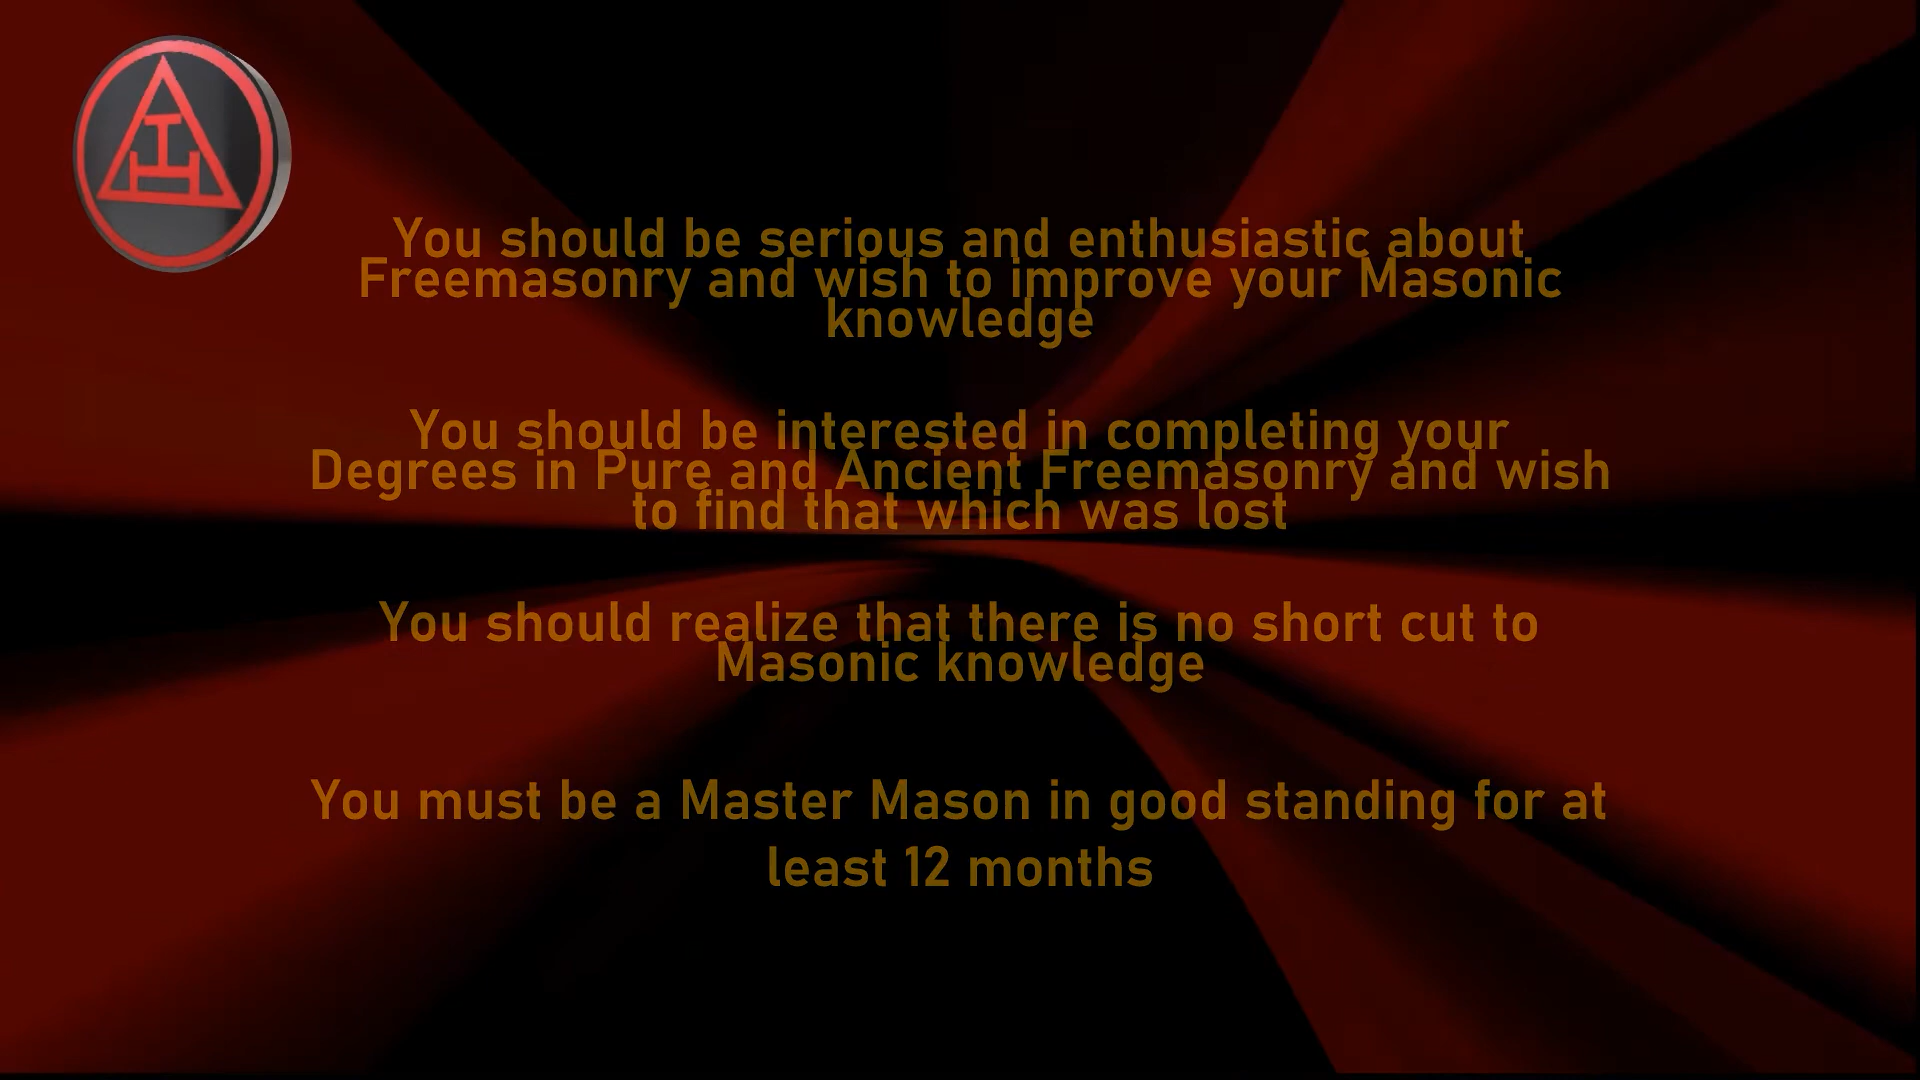 You should be serious and enthusiastic about
Freemasonry and wish to improve your Masonic
knowledge
You should be interested in completing your
Degrees in Pure and Ancient Freemasonry and wish
to find that which was lost
You should realize that there is no short cut to
Masonic knowledge
You must be a Master Mason in good standing for at
least 12 months